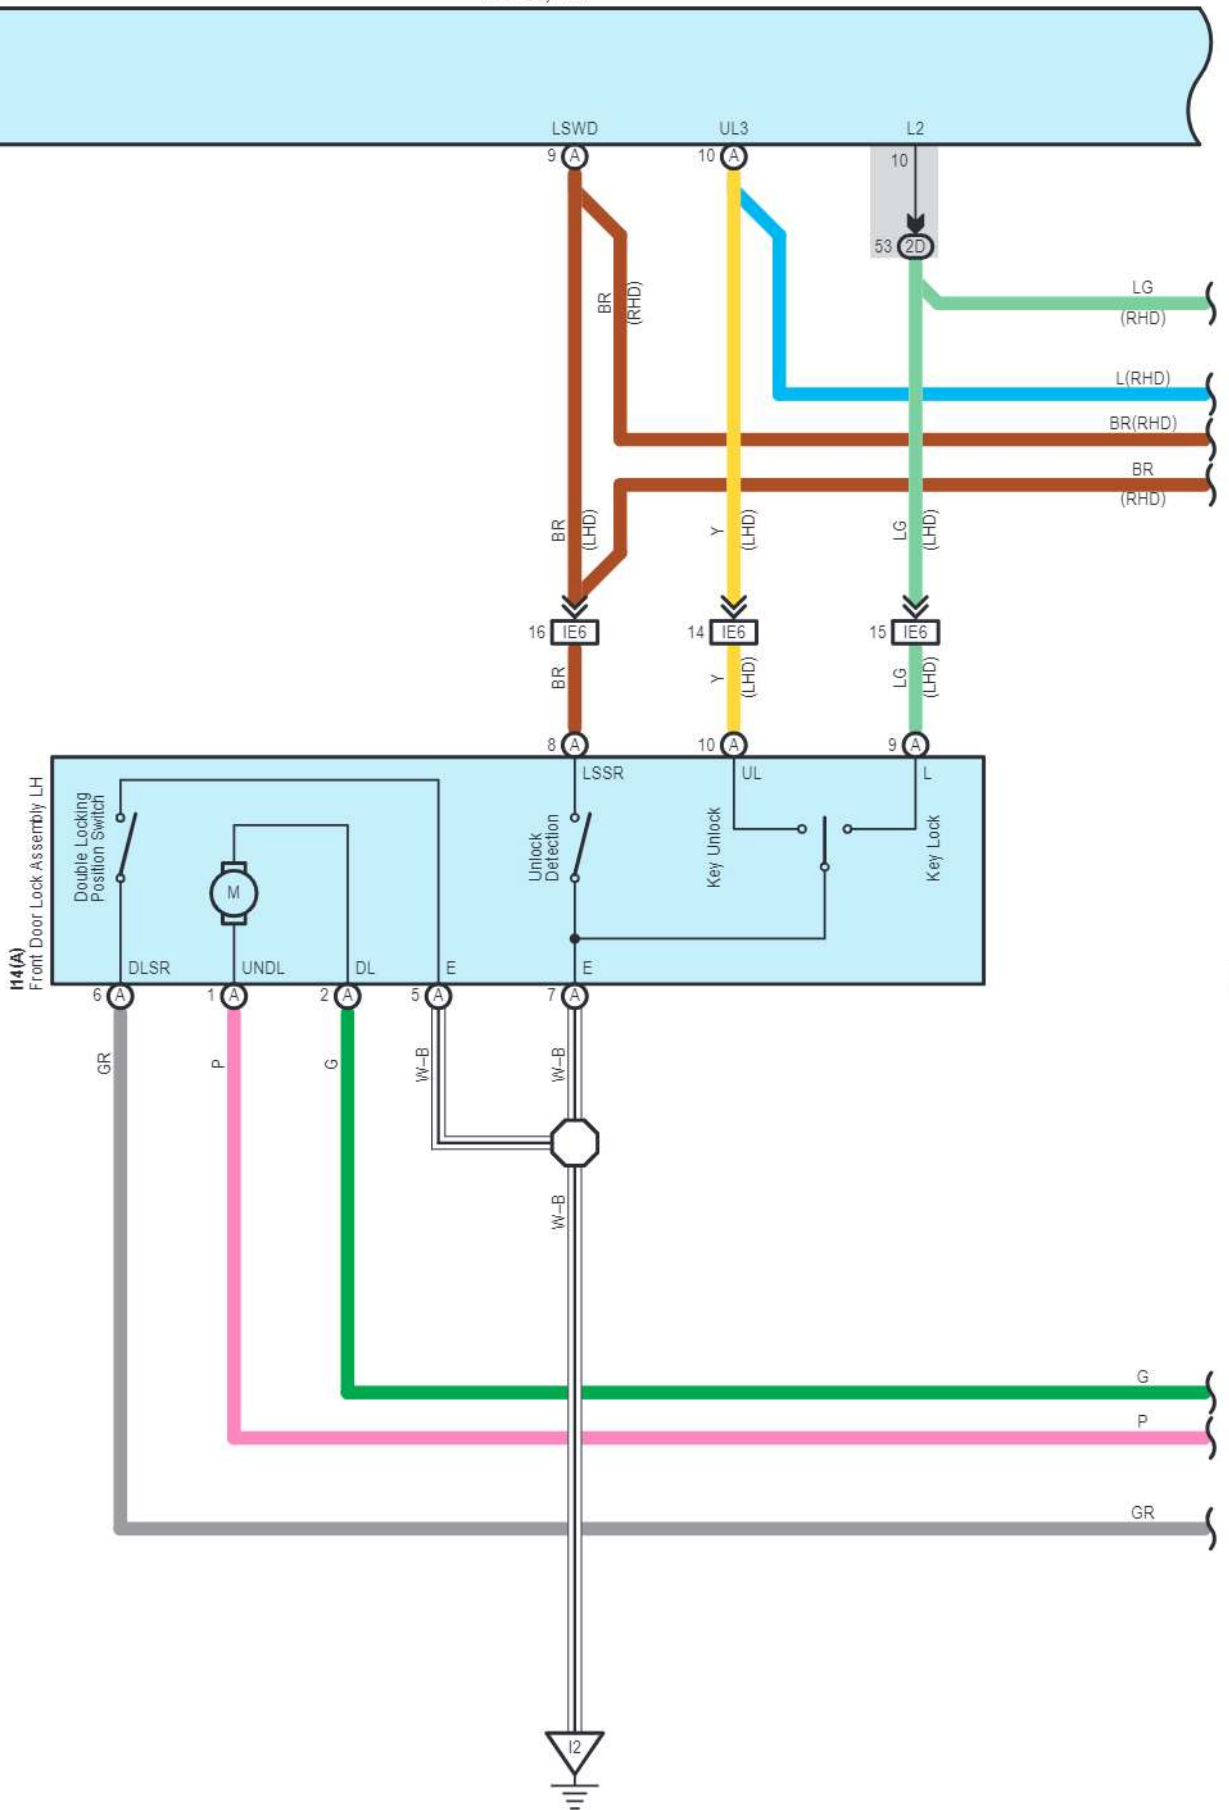 LSWD
UL3
L2
9 A
10 A
10
53 2D
LG
(RHD)
BR
(RHD)
L(RHD)
BR(RHD)
BR
(RHD)
BR
(LHD)
Y
(LHD)
LG
(LHD)
16 IE6
14 IE6
15 IE6
BR
Y
(LHD)
LG
(LHD)
8 A
10 A
9 A
LSSR
UL
L
I14(A)
Front Door Lock Assembly LH
Double Locking
Position Switch
M
Unlock
Detection
Key Unlock
Key Lock
DLSR
UNDL
DL
E
E
6 A
1 A
2 A
5 A
7 A
GR
P
G
W–B
W–B
W–B
G
P
GR
I2